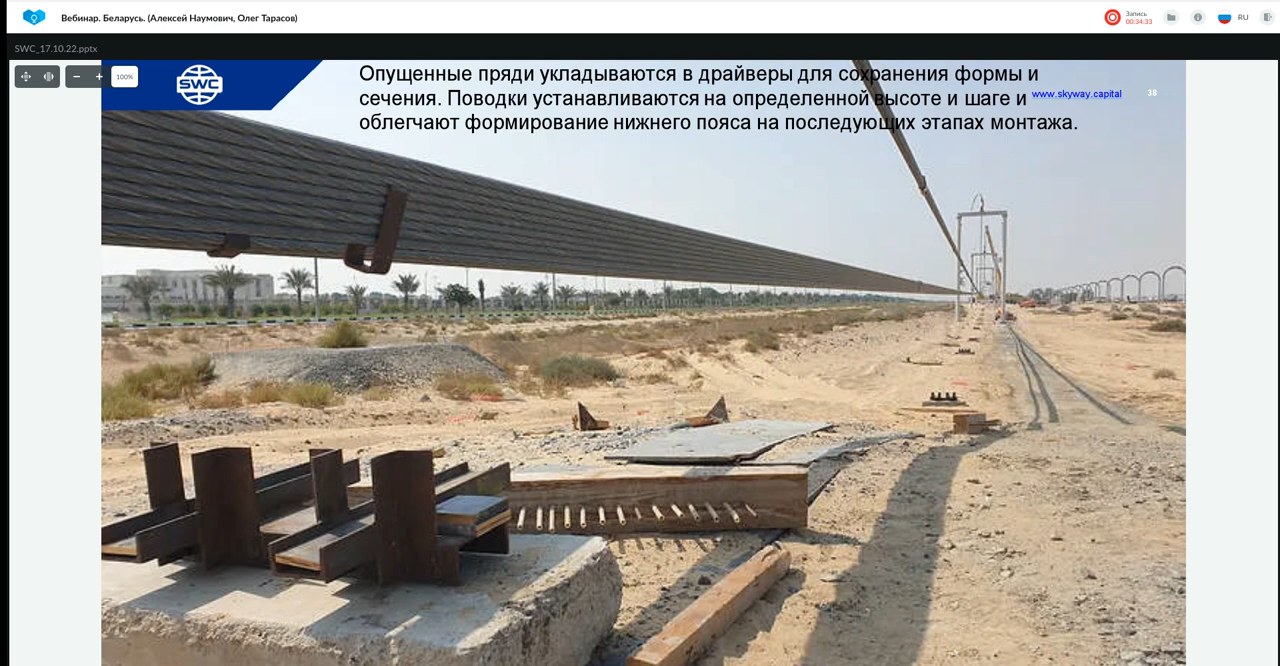 Вебинар. Беларусь. (Алексей Наумович, Олег Тарасов)
Запись
00:34:33
RU
SWC_17.10.22.pptx
100%
SWC
Опущенные пряди укладываются в драйверы для сохранения формы и
сечения. Поводки устанавливаются на определенной высоте и шаге и
www.skyway.capital
38
облегчают формирование нижнего пояса на последующих этапах монтажа.